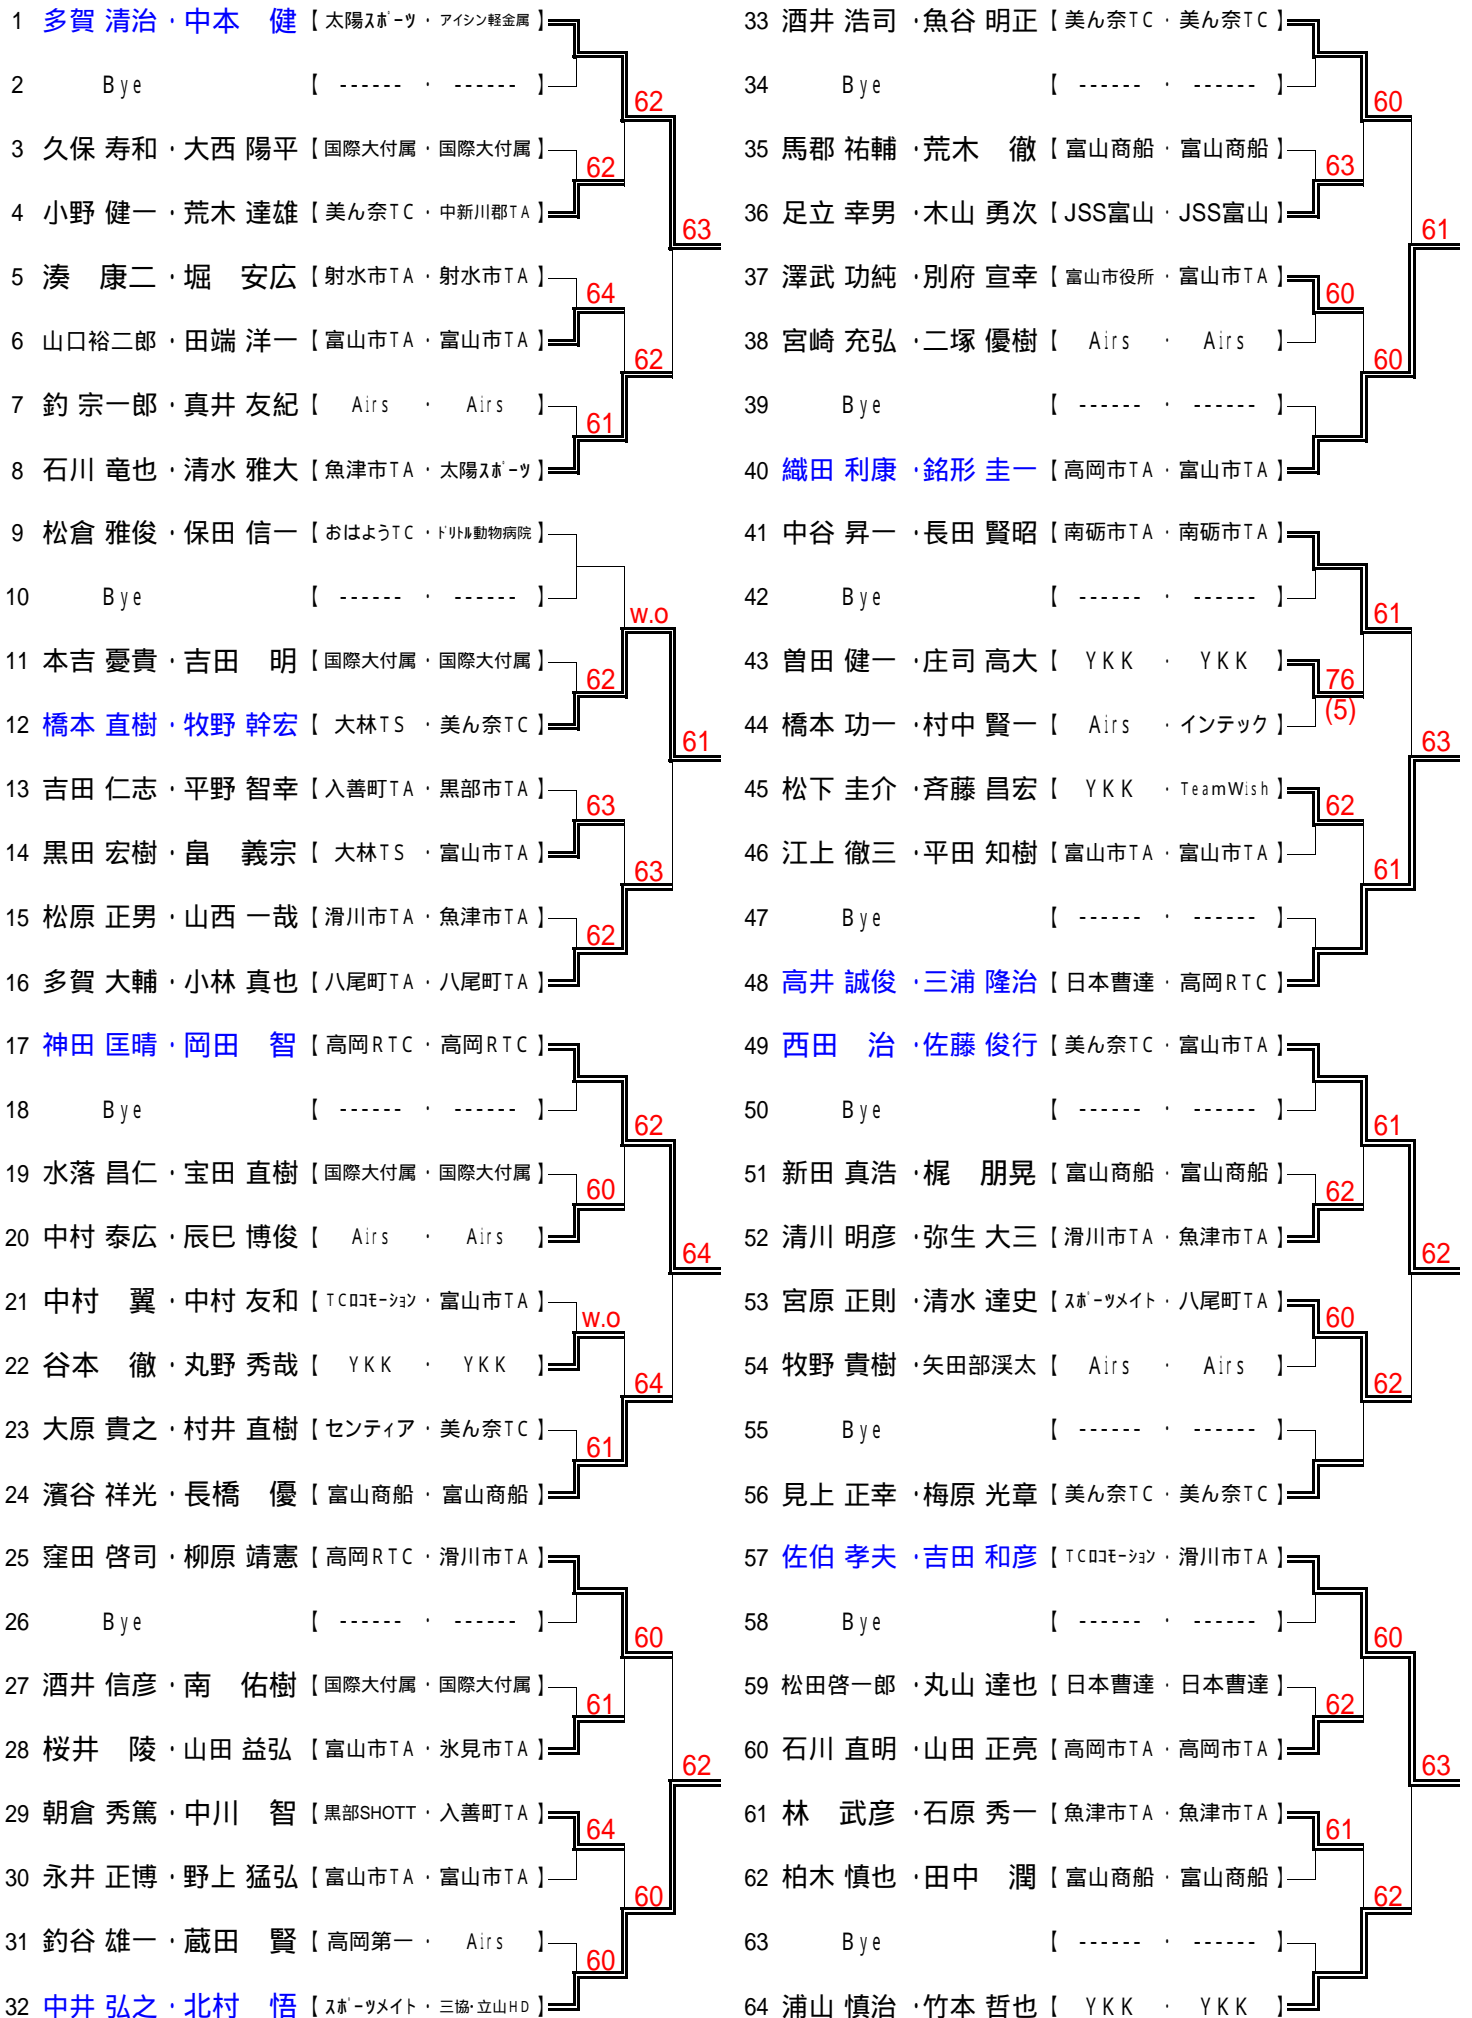 1 多賀 清治・中本 健【太陽スポーツ・アイシン軽金属】
2 Bye【 ------ ・ ------ 】
62
3 久保 寿和・大西 陽平【国際大付属・国際大付属】
62
4 小野 健一・荒木 達雄【美ん奈TC・中新川郡TA】
63
5 湊 康二・堀 安広【射水市TA・射水市TA】
64
6 山口裕二郎・田端 洋一【富山市TA・富山市TA】
62
7 釣 宗一郎・真井 友紀【 Airs ・ Airs 】
61
8 石川 竜也・清水 雅大【魚津市TA・太陽スポーツ】
9 松倉 雅俊・保田 信一【おはようTC・ドリトル動物病院】
10 Bye【 ------ ・ ------ 】
w.o
11 本吉 憂貴・吉田 明【国際大付属・国際大付属】
62
12 橋本 直樹・牧野 幹宏【大林TS・美ん奈TC】
61
13 吉田 仁志・平野 智幸【入善町TA・黒部市TA】
63
14 黒田 宏樹・畠 義宗【大林TS・富山市TA】
63
15 松原 正男・山西 一哉【滑川市TA・魚津市TA】
62
16 多賀 大輔・小林 真也【八尾町TA・八尾町TA】
17 神田 匡晴・岡田 智【高岡RTC・高岡RTC】
18 Bye【 ------ ・ ------ 】
62
19 水落 昌仁・宝田 直樹【国際大付属・国際大付属】
60
20 中村 泰広・辰巳 博俊【 Airs ・ Airs 】
64
21 中村 翼・中村 友和【TCロコモーション・富山市TA】
w.o
22 谷本 徹・丸野 秀哉【 YKK ・ YKK 】
64
23 大原 貴之・村井 直樹【センティア・美ん奈TC】
61
24 濱谷 祥光・長橋 優【富山商船・富山商船】
25 窪田 啓司・柳原 靖憲【高岡RTC・滑川市TA】
26 Bye【 ------ ・ ------ 】
60
27 酒井 信彦・南 佑樹【国際大付属・国際大付属】
61
28 桜井 陵・山田 益弘【富山市TA・氷見市TA】
62
29 朝倉 秀篤・中川 智【黒部SHOTT・入善町TA】
64
30 永井 正博・野上 猛弘【富山市TA・富山市TA】
60
31 釣谷 雄一・蔵田 賢【高岡第一・ Airs 】
60
32 中井 弘之・北村 悟【スポーツメイト・三協・立山HD】
33 酒井 浩司・魚谷 明正【美ん奈TC・美ん奈TC】
34 Bye【 ------ ・ ------ 】
60
35 馬郡 祐輔・荒木 徹【富山商船・富山商船】
63
36 足立 幸男・木山 勇次【JSS富山・JSS富山】
61
37 澤武 功純・別府 宣幸【富山市役所・富山市TA】
60
38 宮崎 充弘・二塚 優樹【 Airs ・ Airs 】
60
39 Bye【 ------ ・ ------ 】
40 織田 利康・銘形 圭一【高岡市TA・富山市TA】
41 中谷 昇一・長田 賢昭【南砺市TA・南砺市TA】
42 Bye【 ------ ・ ------ 】
61
43 曽田 健一・庄司 高大【 YKK ・ YKK 】
76
(5)
44 橋本 功一・村中 賢一【 Airs ・インテック】
63
45 松下 圭介・斉藤 昌宏【 YKK ・TeamWish】
62
46 江上 徹三・平田 知樹【富山市TA・富山市TA】
61
47 Bye【 ------ ・ ------ 】
48 高井 誠俊・三浦 隆治【日本曹達・高岡RTC】
49 西田 治・佐藤 俊行【美ん奈TC・富山市TA】
50 Bye【 ------ ・ ------ 】
61
51 新田 真浩・梶 朋晃【富山商船・富山商船】
62
52 清川 明彦・弥生 大三【滑川市TA・魚津市TA】
62
53 宮原 正則・清水 達史【スポーツメイト・八尾町TA】
60
54 牧野 貴樹・矢田部渓太【 Airs ・ Airs 】
62
55 Bye【 ------ ・ ------ 】
56 見上 正幸・梅原 光章【美ん奈TC・美ん奈TC】
57 佐伯 孝夫・吉田 和彦【TCロコモーション・滑川市TA】
58 Bye【 ------ ・ ------ 】
60
59 松田啓一郎・丸山 達也【日本曹達・日本曹達】
62
60 石川 直明・山田 正亮【高岡市TA・高岡市TA】
63
61 林 武彦・石原 秀一【魚津市TA・魚津市TA】
61
62 柏木 慎也・田中 潤【富山商船・富山商船】
62
63 Bye【 ------ ・ ------ 】
64 浦山 慎治・竹本 哲也【 YKK ・ YKK 】